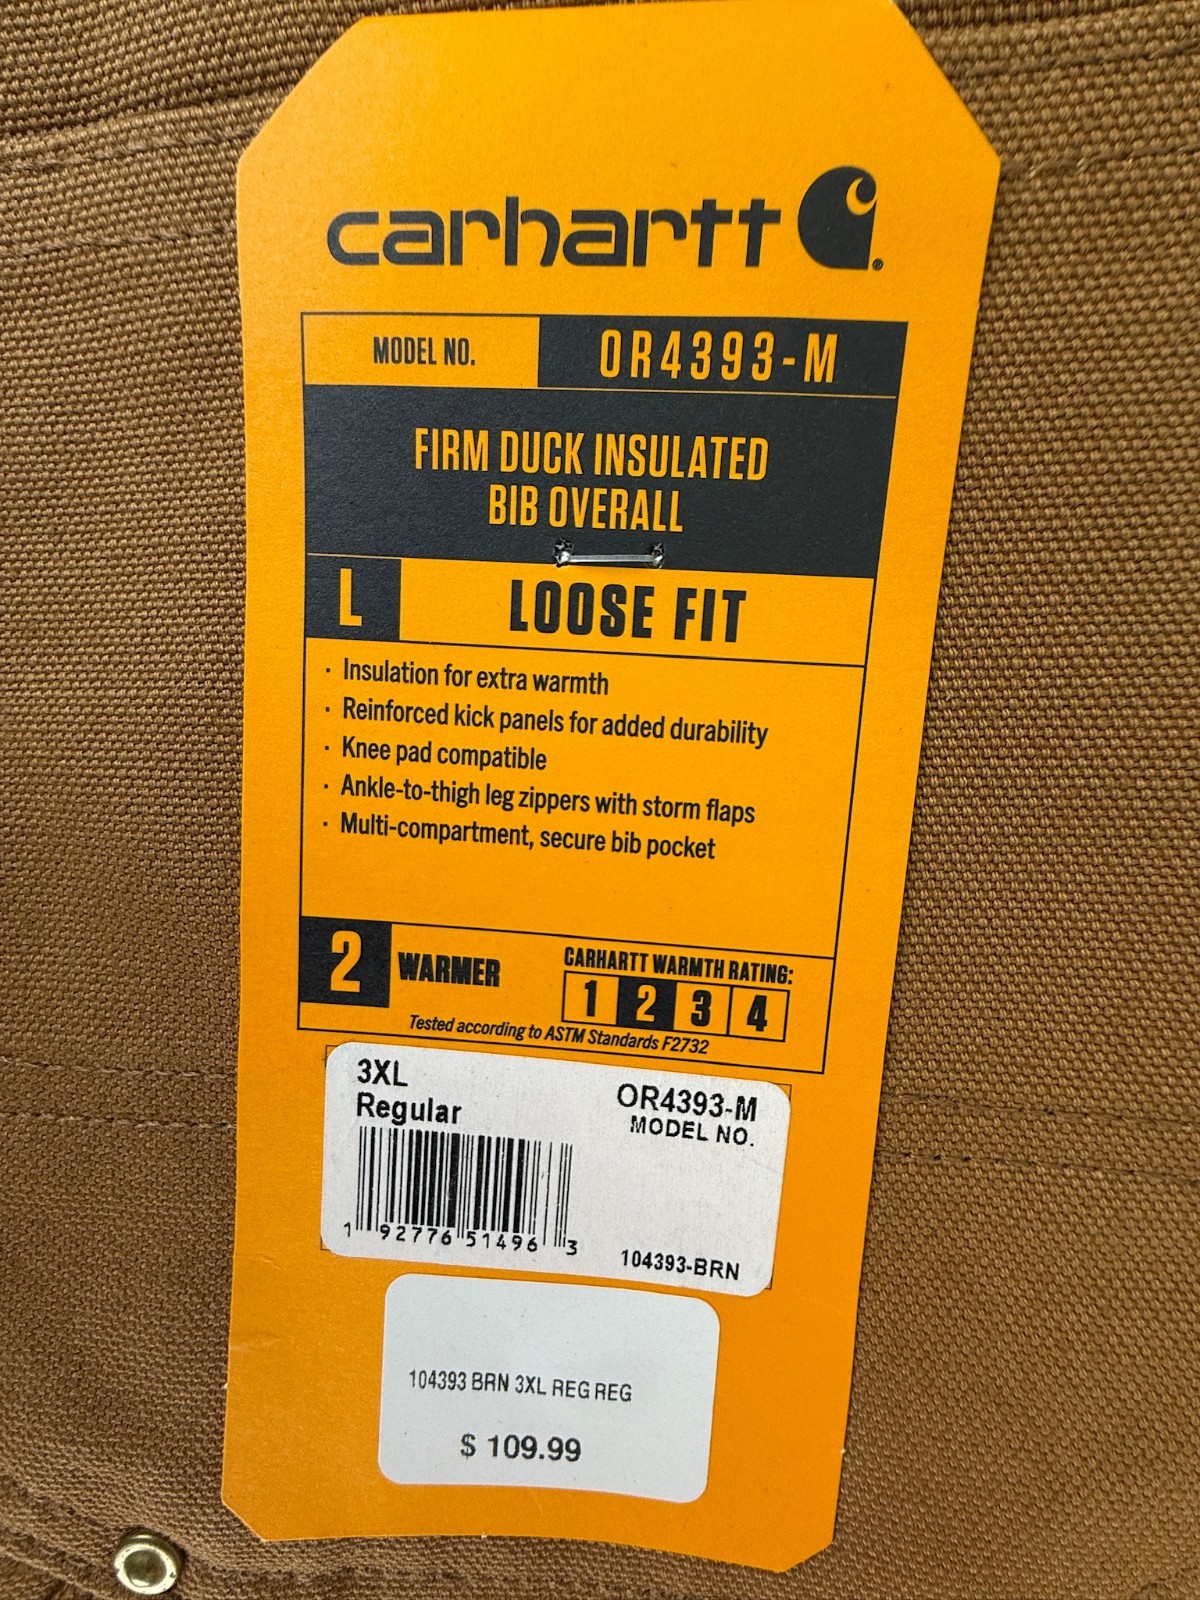 carhartt
MODEL NO. OR4393-M
FIRM DUCK INSULATED
BIB OVERALL
L LOOSE FIT
· Insulation for extra warmth
· Reinforced kick panels for added durability
· Knee pad compatible
· Ankle-to-thigh leg zippers with storm flaps
· Multi-compartment, secure bib pocket
2 WARMER
CARHARTT WARMTH RATING:
1 2 3 4
Tested according to ASTM Standards F2732
3XL
Regular
OR4393-M
MODEL NO.
1 92776 51496 3
104393-BRN
104393 BRN 3XL REG REG
$ 109.99